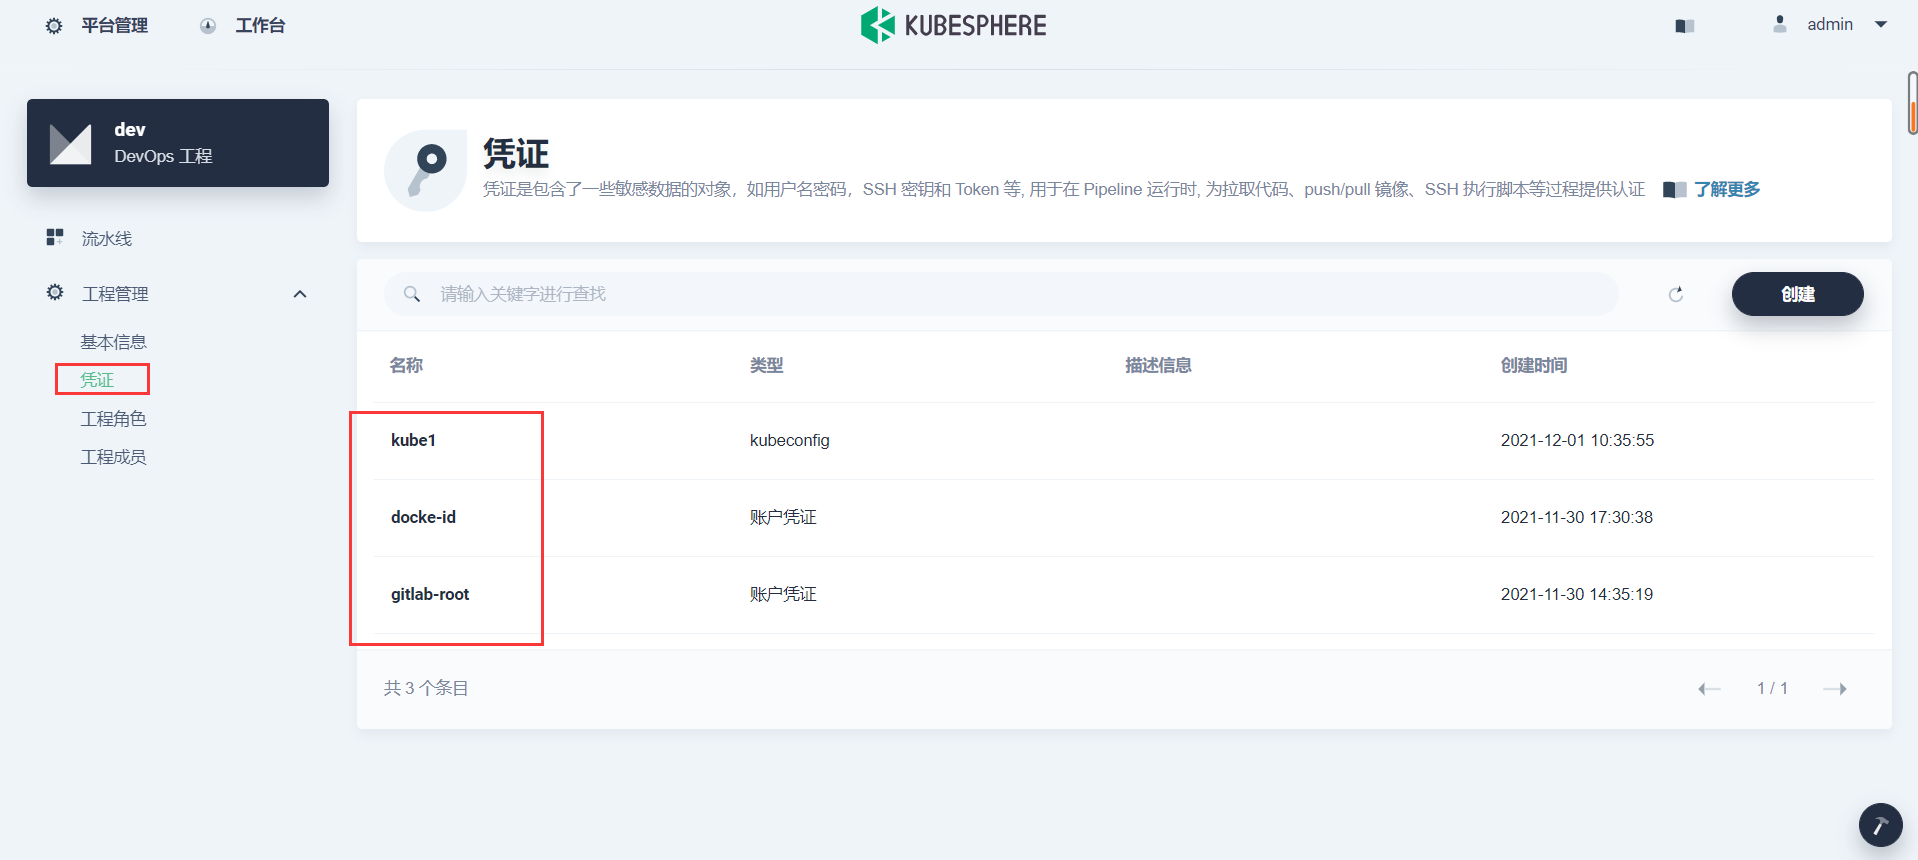 平台管理
工作台
KUBESPHERE
admin
dev
DevOps 工程
流水线
工程管理
基本信息
凭证
工程角色
工程成员
凭证
凭证是包含了一些敏感数据的对象，如用户名密码，SSH 密钥和 Token 等, 用于在 Pipeline 运行时, 为拉取代码、push/pull 镜像、SSH 执行脚本等过程提供认证 了解更多
请输入关键字进行查找
创建
名称 类型 描述信息 创建时间
kube1 kubeconfig 2021-12-01 10:35:55
docke-id 账户凭证 2021-11-30 17:30:38
gitlab-root 账户凭证 2021-11-30 14:35:19
共 3 个条目
1 / 1